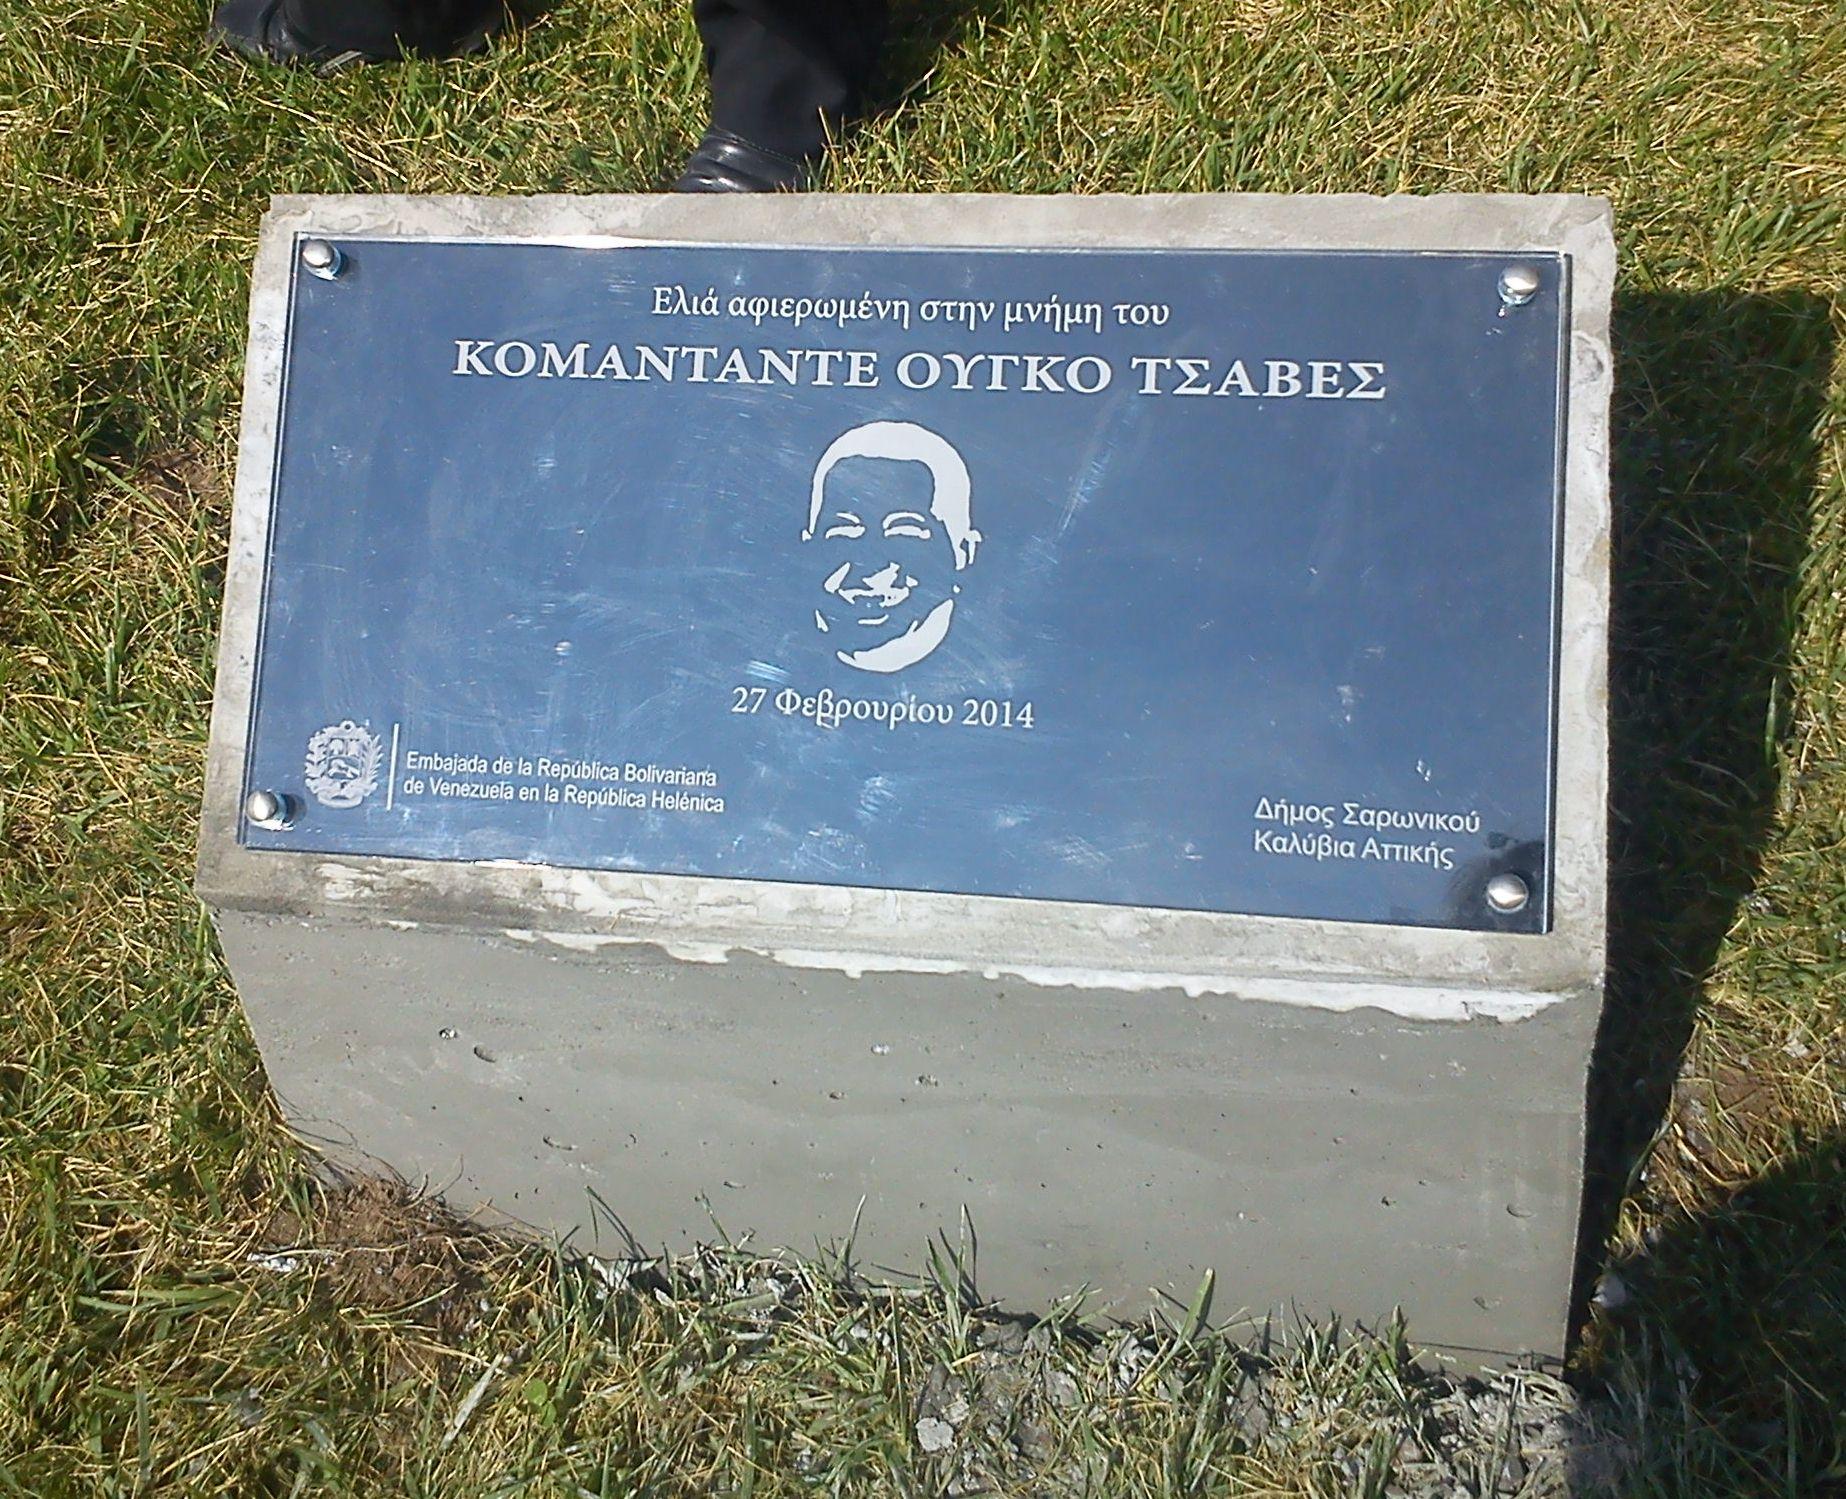 Ελιά αφιερωμένη στην μνήμη του
ΚΟΜΑΝΤΑΝΤΕ ΟΥΓΚΟ ΤΣΑΒΕΣ
27 Φεβρουρίου 2014
Embajada de la República Bolivariana
de Venezuela en la República Helénica
Δήμος Σαρωνικού
Καλύβια Αττικής